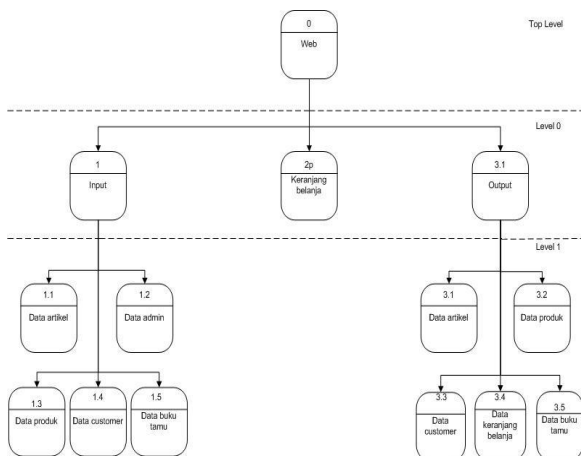 0
Web
Top Level
Level 0
1
Input
2p
Keranjang
belanja
3.1
Output
Level 1
1.1
Data artikel
1.2
Data admin
3.1
Data artikel
3.2
Data produk
1.3
Data produk
1.4
Data customer
1.5
Data buku
tamu
3.3
Data
customer
3.4
Data
keranjang
belanja
3.5
Data buku
tamu